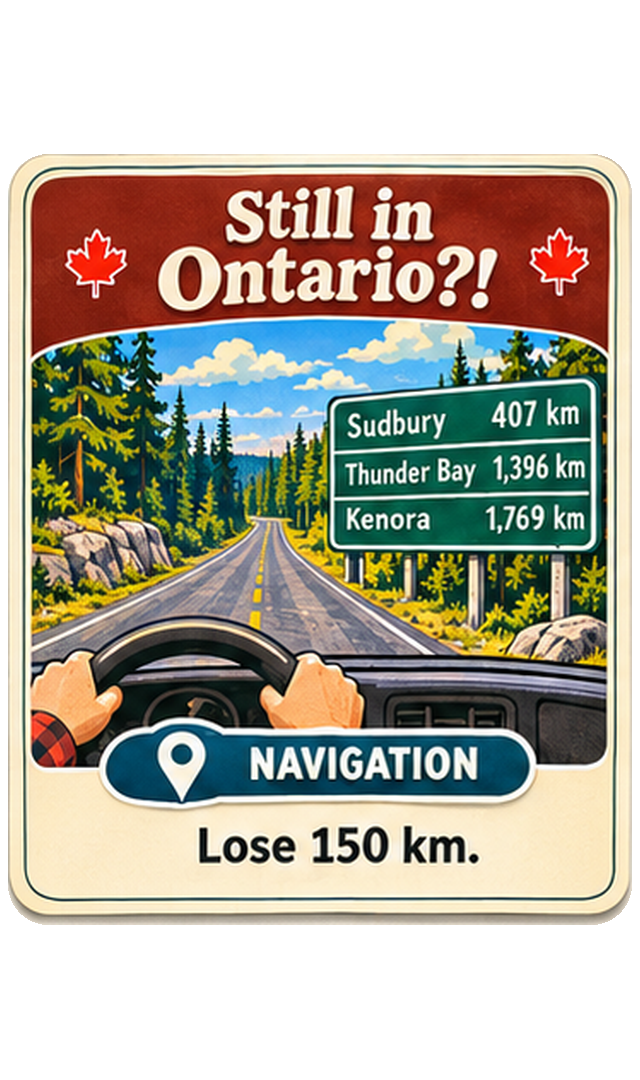 Still in
Ontario?!
Sudbury 407 km
Thunder Bay 1,396 km
Kenora 1,769 km
NAVIGATION
Lose 150 km.